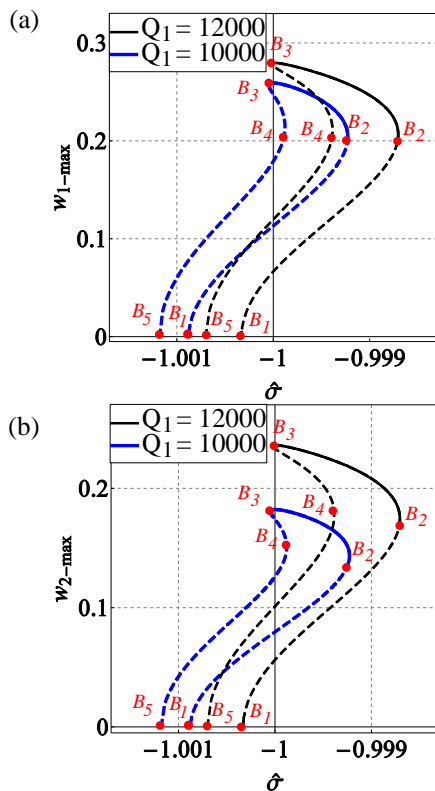 (a)
Q1 = 12000
Q1 = 10000
B3
0.3
B3
B4
B4
B2
B2
0.2
w1−max
0.1
B5
B1
B5
B1
0
−1.001
−1
−0.999
σ̂
(b)
Q1 = 12000
Q1 = 10000
B3
B3
B4
B4
B2
B2
0.2
w2−max
0.1
B5
B1
B5
B1
0
−1.001
−1
−0.999
σ̂